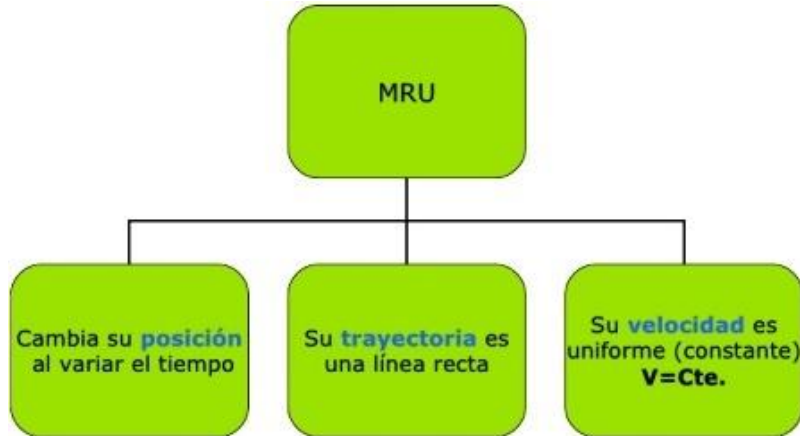 MRU
Cambia su posición
al variar el tiempo
Su trayectoria es
una línea recta
Su velocidad es
uniforme (constante)
V=Cte.